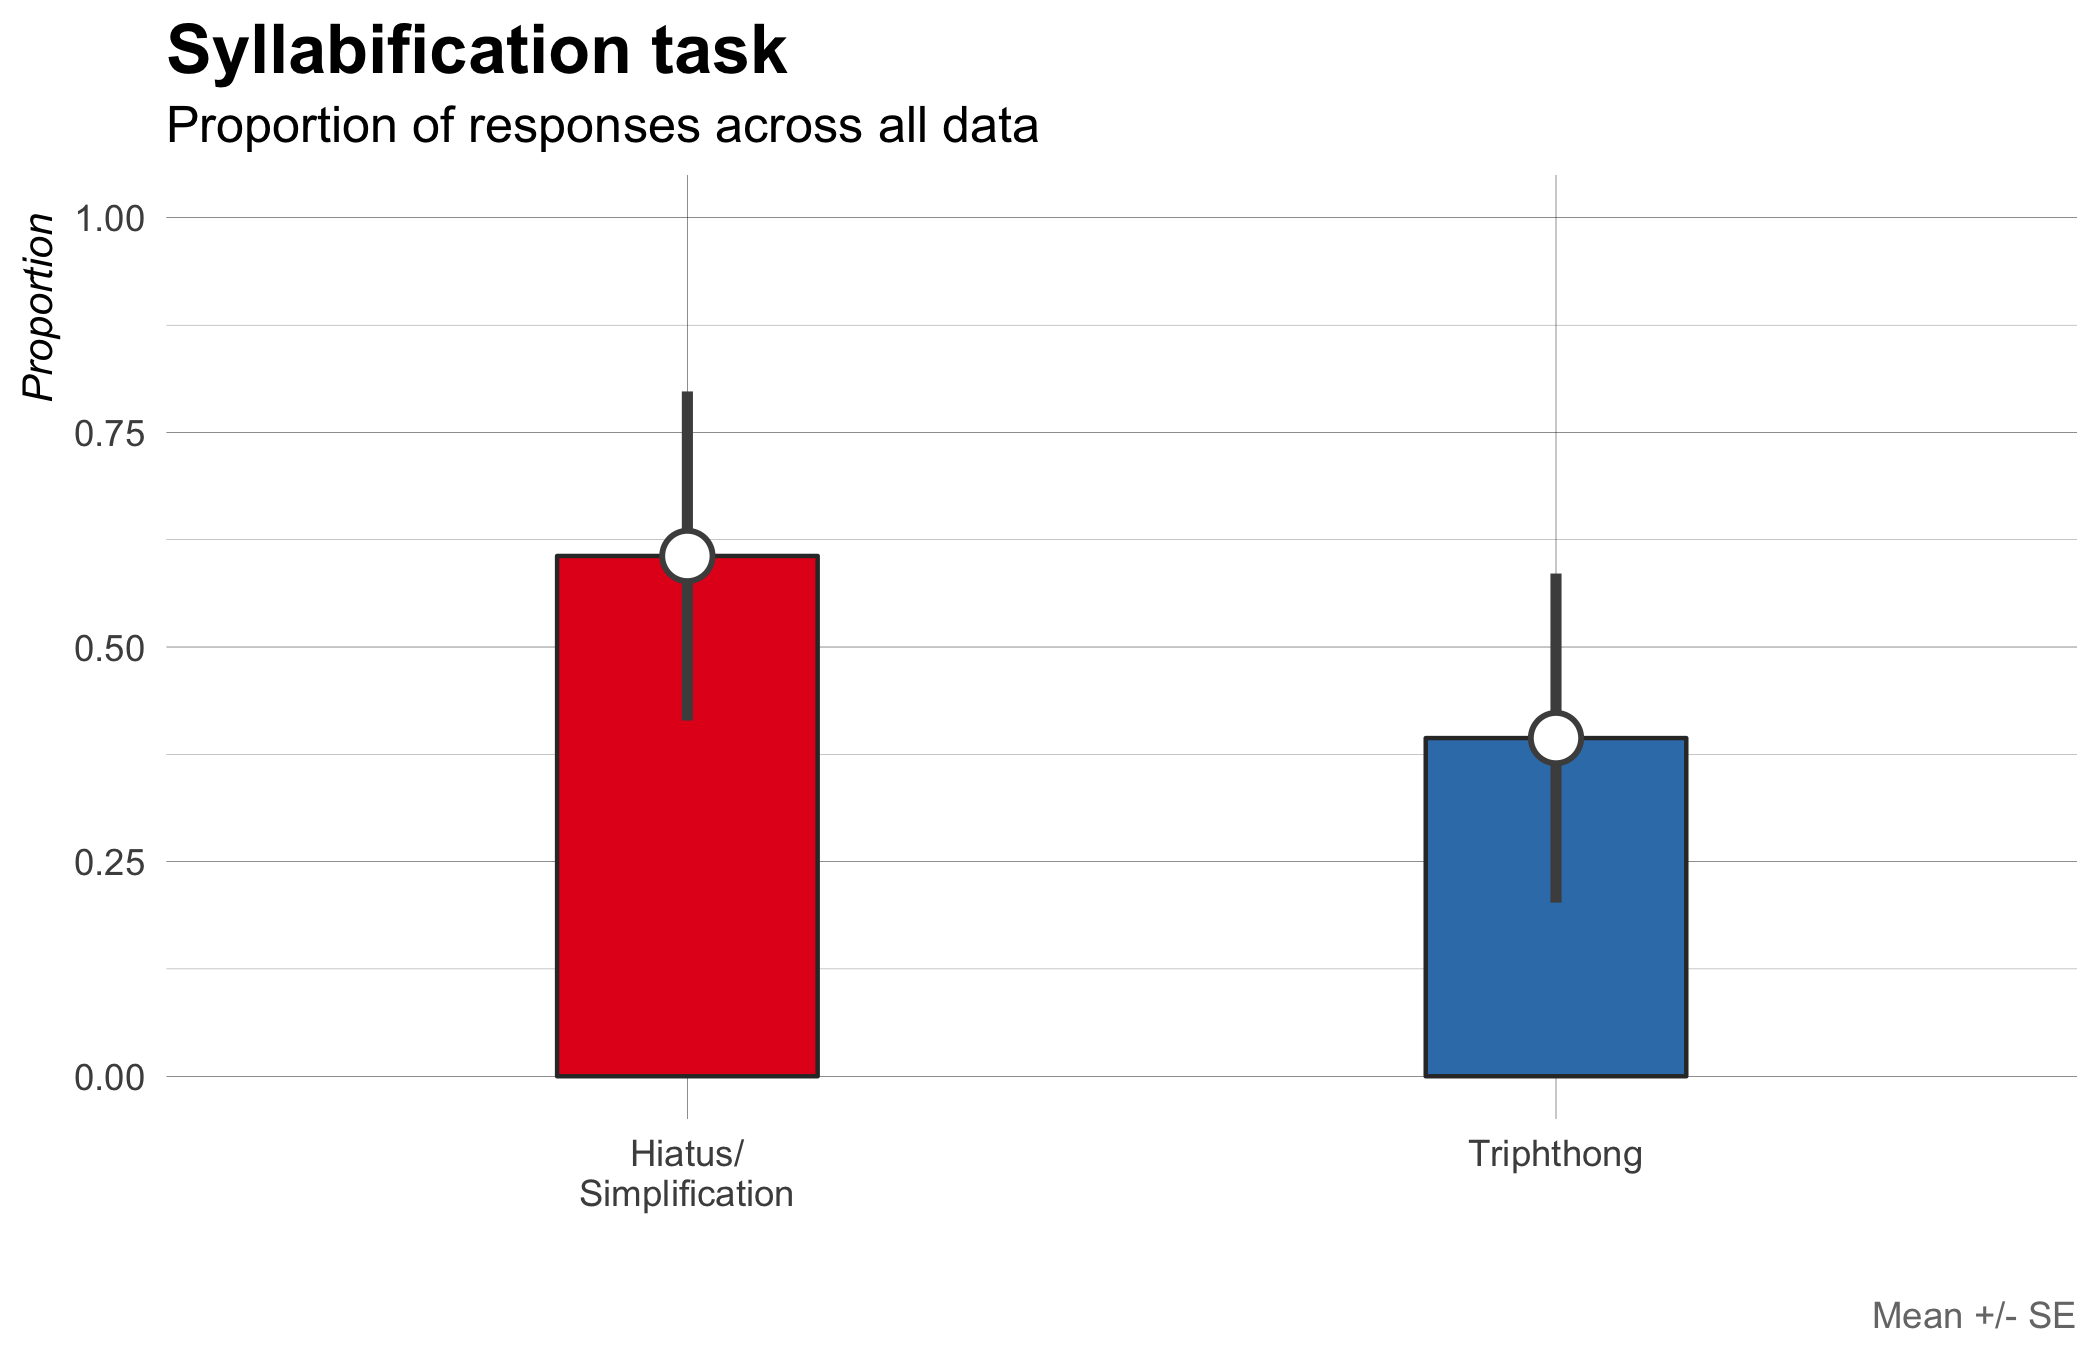 Syllabification task
Proportion of responses across all data
Proportion
1.00
0.75
0.50
0.25
0.00
Hiatus/
Simplification
Triphthong
Mean +/- SE